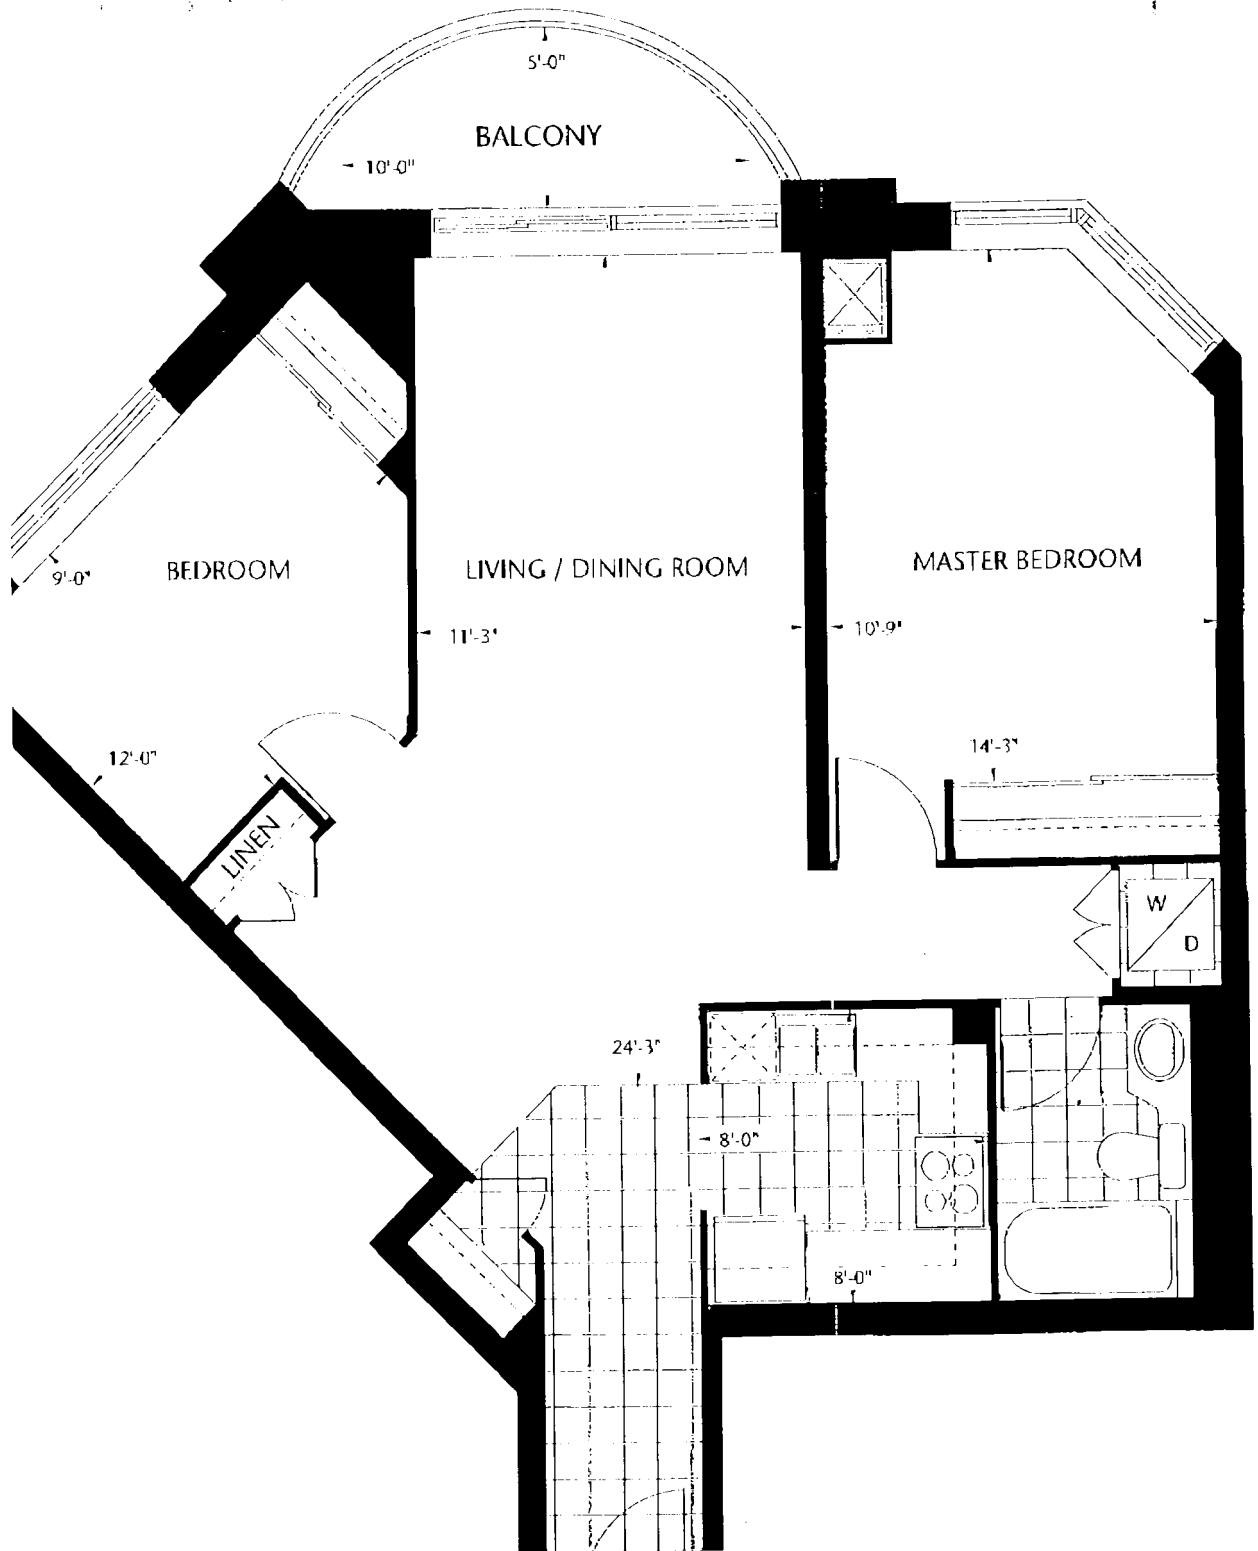 5'-0"
BALCONY
10'-0"
9'-0"
BEDROOM
LIVING / DINING ROOM
MASTER BEDROOM
11'-3"
10'-9"
12'-0"
14'-3"
LINEN
W
D
24'-3"
8'-0"
8'-0"